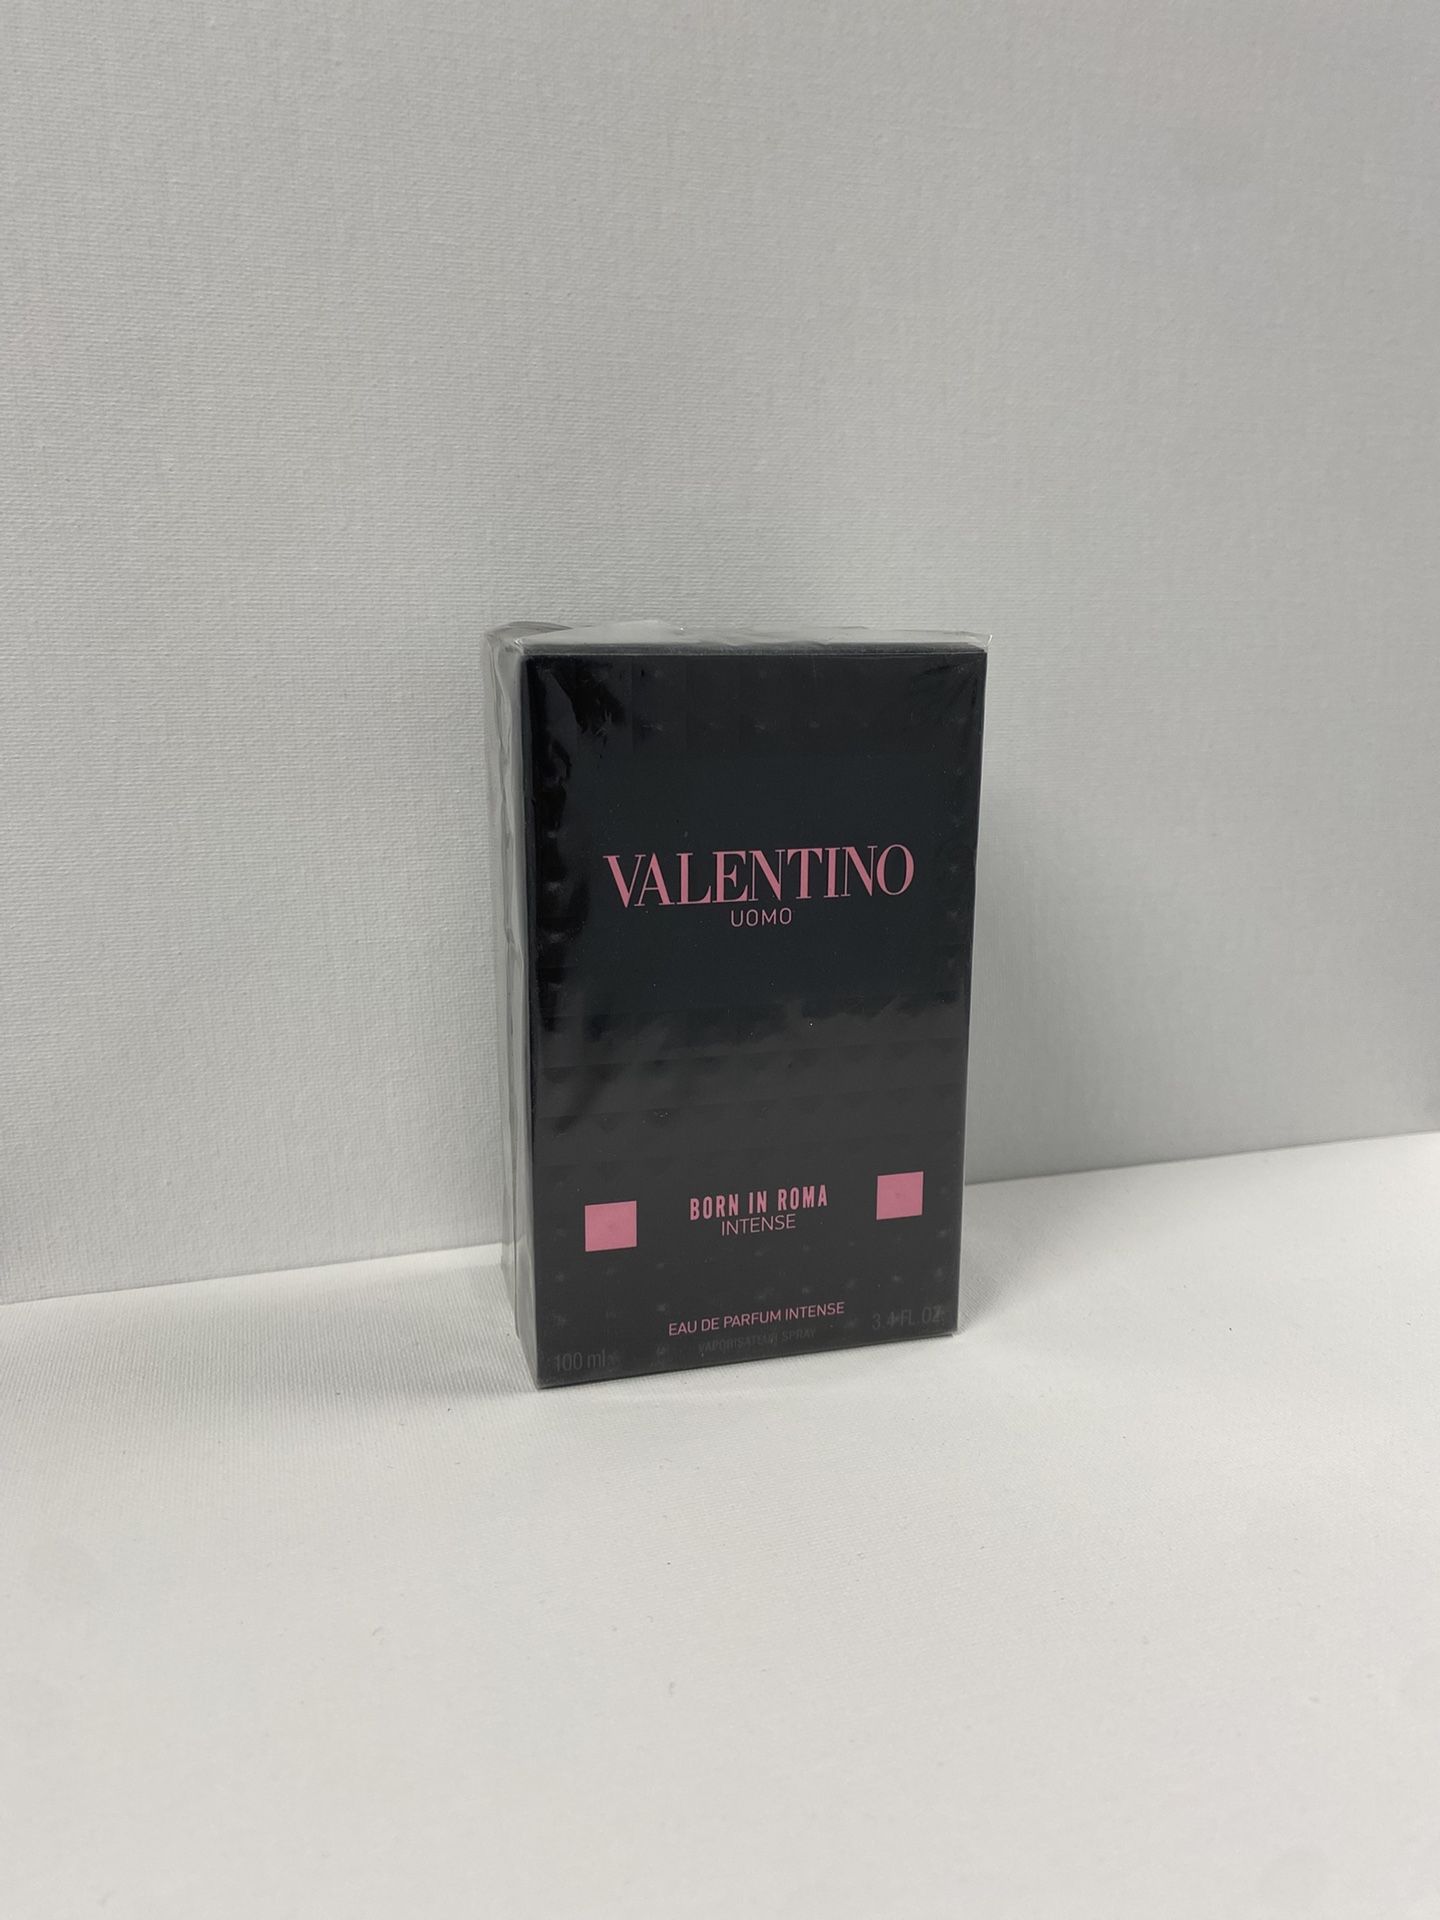 VALENTINO
UOMO
BORN IN ROMA
INTENSE
EAU DE PARFUM INTENSE
VAPORISATEUR SPRAY
100 ml
3.4 FL.OZ.